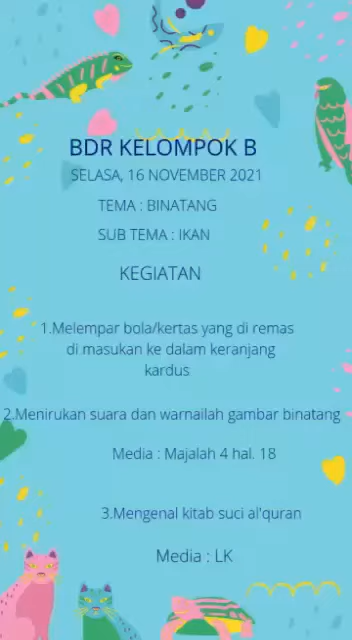 BDR KELOMPOK B
SELASA, 16 NOVEMBER 2021
TEMA : BINATANG
SUB TEMA : IKAN
KEGIATAN
1.Melempar bola/kertas yang di remas
di masukan ke dalam keranjang
kardus
2.Menirukan suara dan warnailah gambar binatang
Media : Majalah 4 hal. 18
3.Mengenal kitab suci al'quran
Media : LK